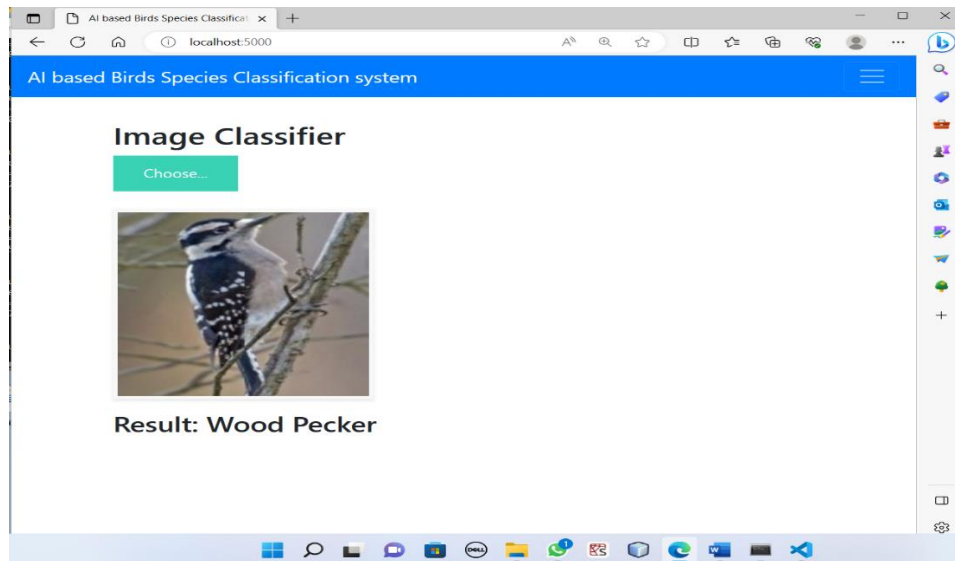 AI based Birds Species Classificat
localhost:5000
AI based Birds Species Classification system
Image Classifier
Choose...
Result: Wood Pecker
DELL